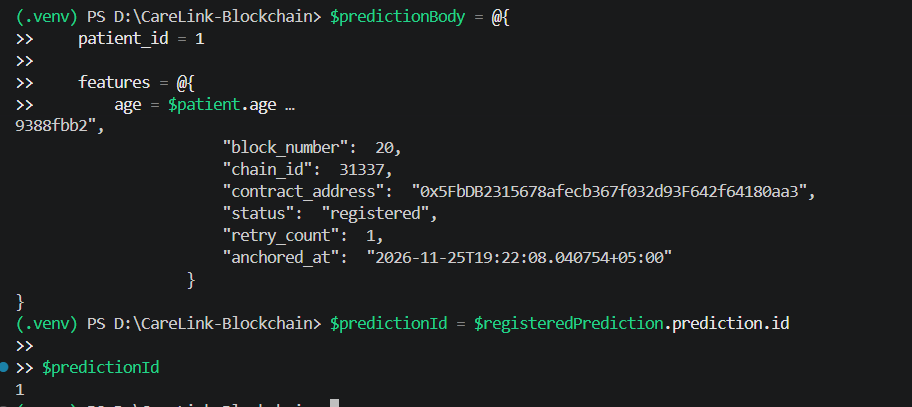 (.venv) PS D:\CareLink-Blockchain> $predictionBody = @{
>>     patient_id = 1
>>
>>     features = @{
>>         age = $patient.age …
9388fbb2",
                    "block_number":  20,
                    "chain_id":  31337,
                    "contract_address":  "0x5FbDB2315678afecb367f032d93F642f64180aa3",
                    "status":  "registered",
                    "retry_count":  1,
                    "anchored_at":  "2026-11-25T19:22:08.040754+05:00"
                }
}
(.venv) PS D:\CareLink-Blockchain> $predictionId = $registeredPrediction.prediction.id
>>
>> $predictionId
1